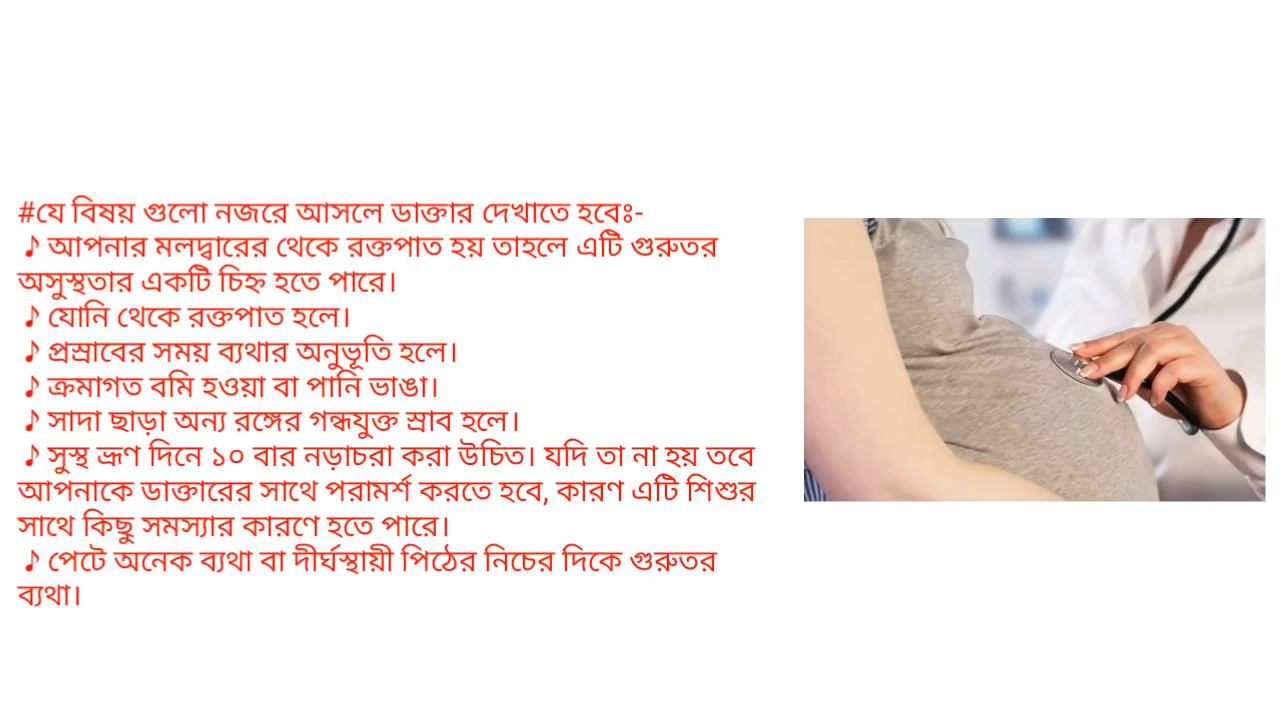 #যে বিষয় গুলো নজরে আসলে ডাক্তার দেখাতে হবেঃ-
♪ আপনার মলদ্বারের থেকে রক্তপাত হয় তাহলে এটি গুরুতর
অসুস্থতার একটি চিহ্ন হতে পারে।
♪ যোনি থেকে রক্তপাত হলে।
♪ প্রস্রাবের সময় ব্যথার অনুভূতি হলে।
♪ ক্রমাগত বমি হওয়া বা পানি ভাঙা।
♪ সাদা ছাড়া অন্য রঙ্গের গন্ধযুক্ত স্রাব হলে।
♪ সুস্থ ভ্রূণ দিনে ১০ বার নড়াচরা করা উচিত। যদি তা না হয় তবে
আপনাকে ডাক্তারের সাথে পরামর্শ করতে হবে, কারণ এটি শিশুর
সাথে কিছু সমস্যার কারণে হতে পারে।
♪ পেটে অনেক ব্যথা বা দীর্ঘস্থায়ী পিঠের নিচের দিকে গুরুতর
ব্যথা।